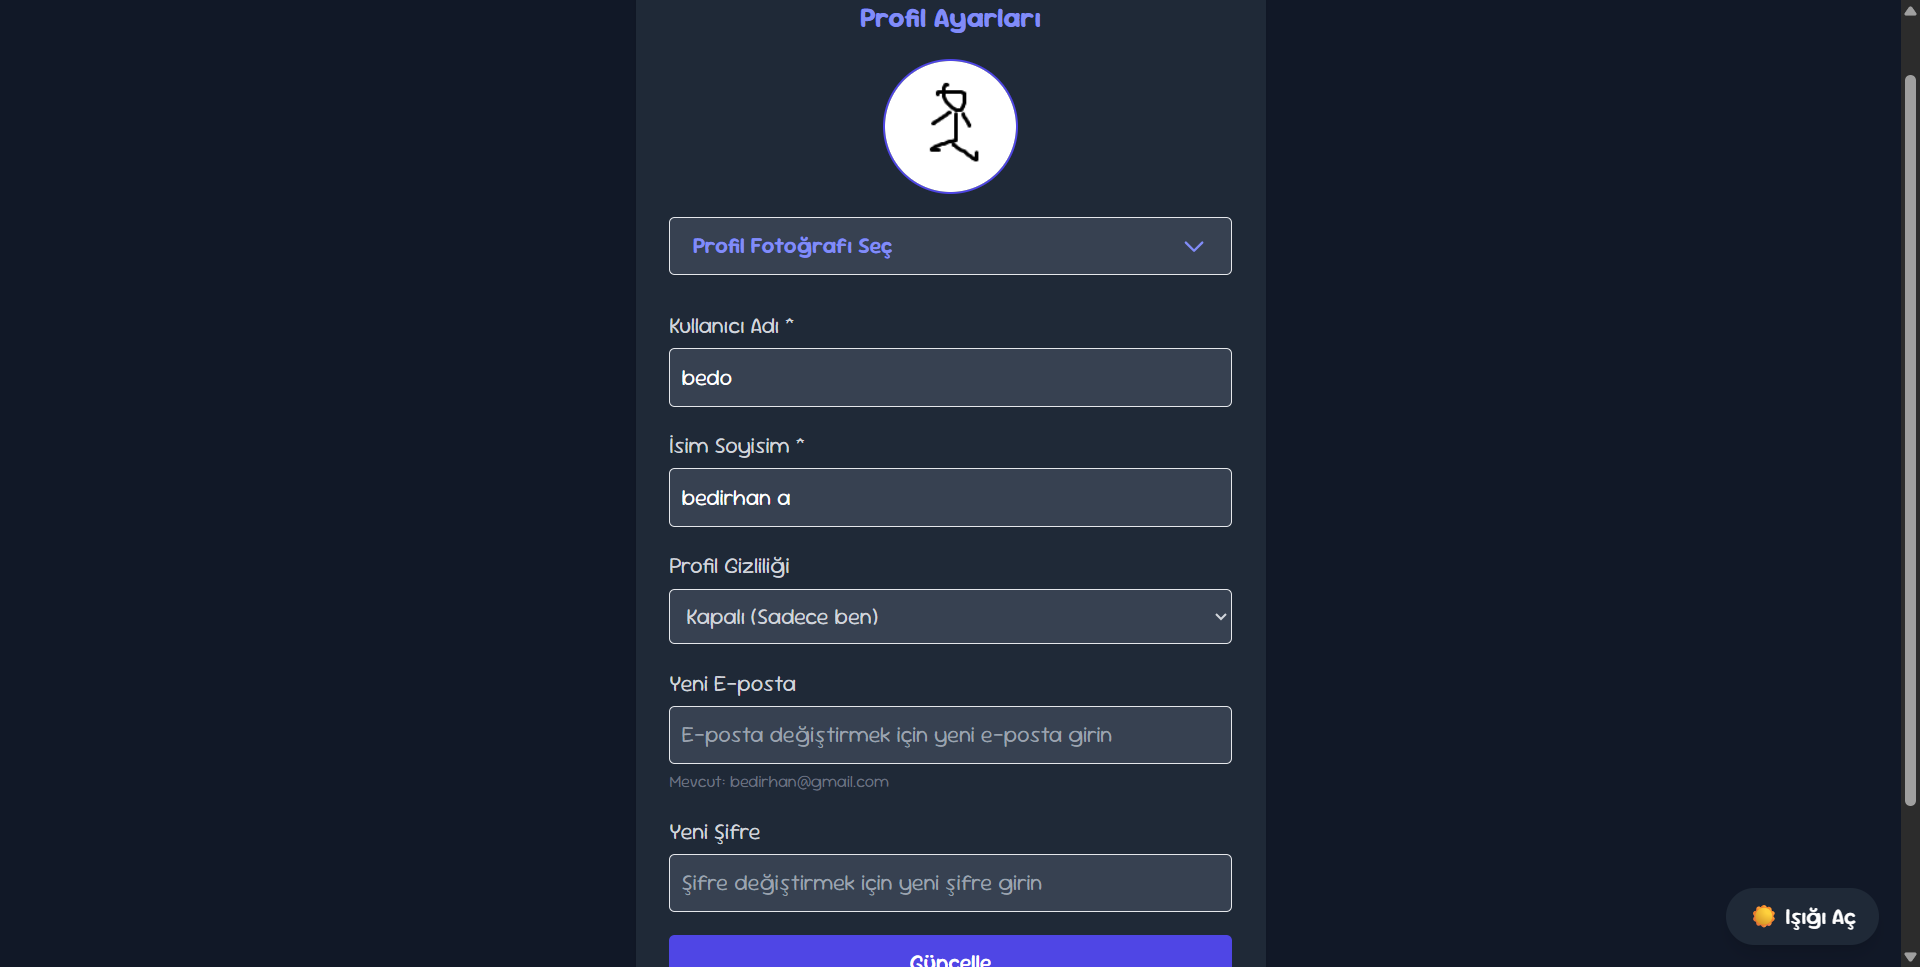 Profil Ayarları
Profil Fotoğrafı Seç
Kullanıcı Adı *
bedo
İsim Soyisim *
bedirhan a
Profil Gizliliği
Kapalı (Sadece ben)
Yeni E-posta
E-posta değiştirmek için yeni e-posta girin
Mevcut: bedirhan@gmail.com
Yeni Şifre
Şifre değiştirmek için yeni şifre girin
Güncelle
Işığı Aç